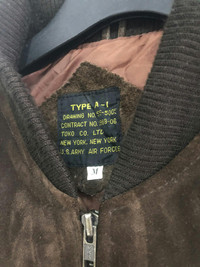 TYPE A-1
DRAWING NO.
CONTRACT NO.
TOYO CO. LTD
NEW YORK, NEW YORK
U.S. ARMY AIR FORCES
M